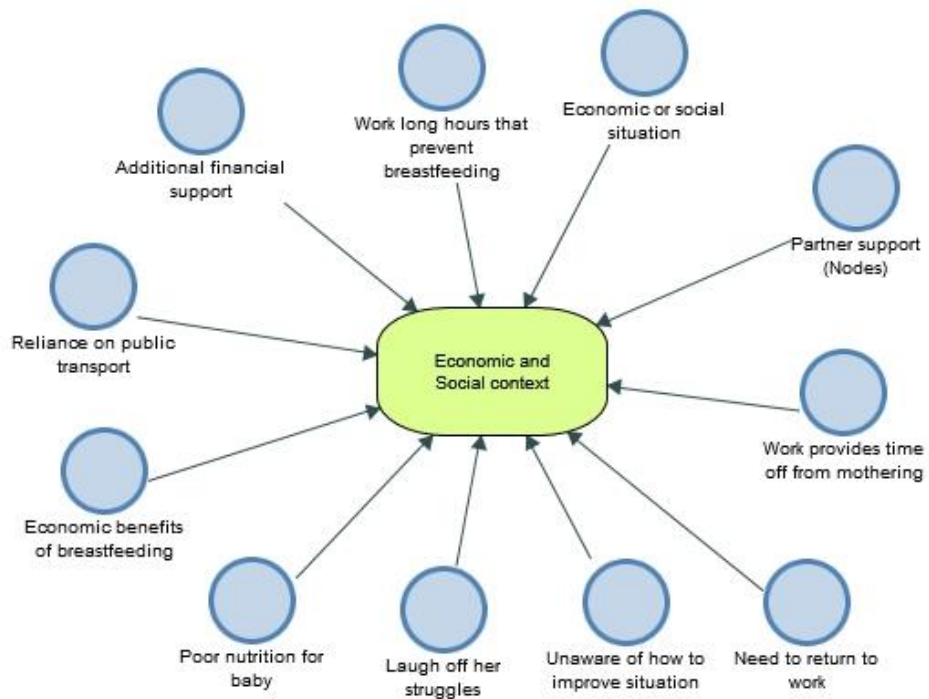 Economic or social
situation
Work long hours that
prevent
breastfeeding
Additional financial
support
Partner support
(Nodes)
Reliance on public
transport
Economic and
Social context
Work provides time
off from mothering
Economic benefits
of breastfeeding
Poor nutrition for
baby
Laugh off her
struggles
Unaware of how to
improve situation
Need to return to
work